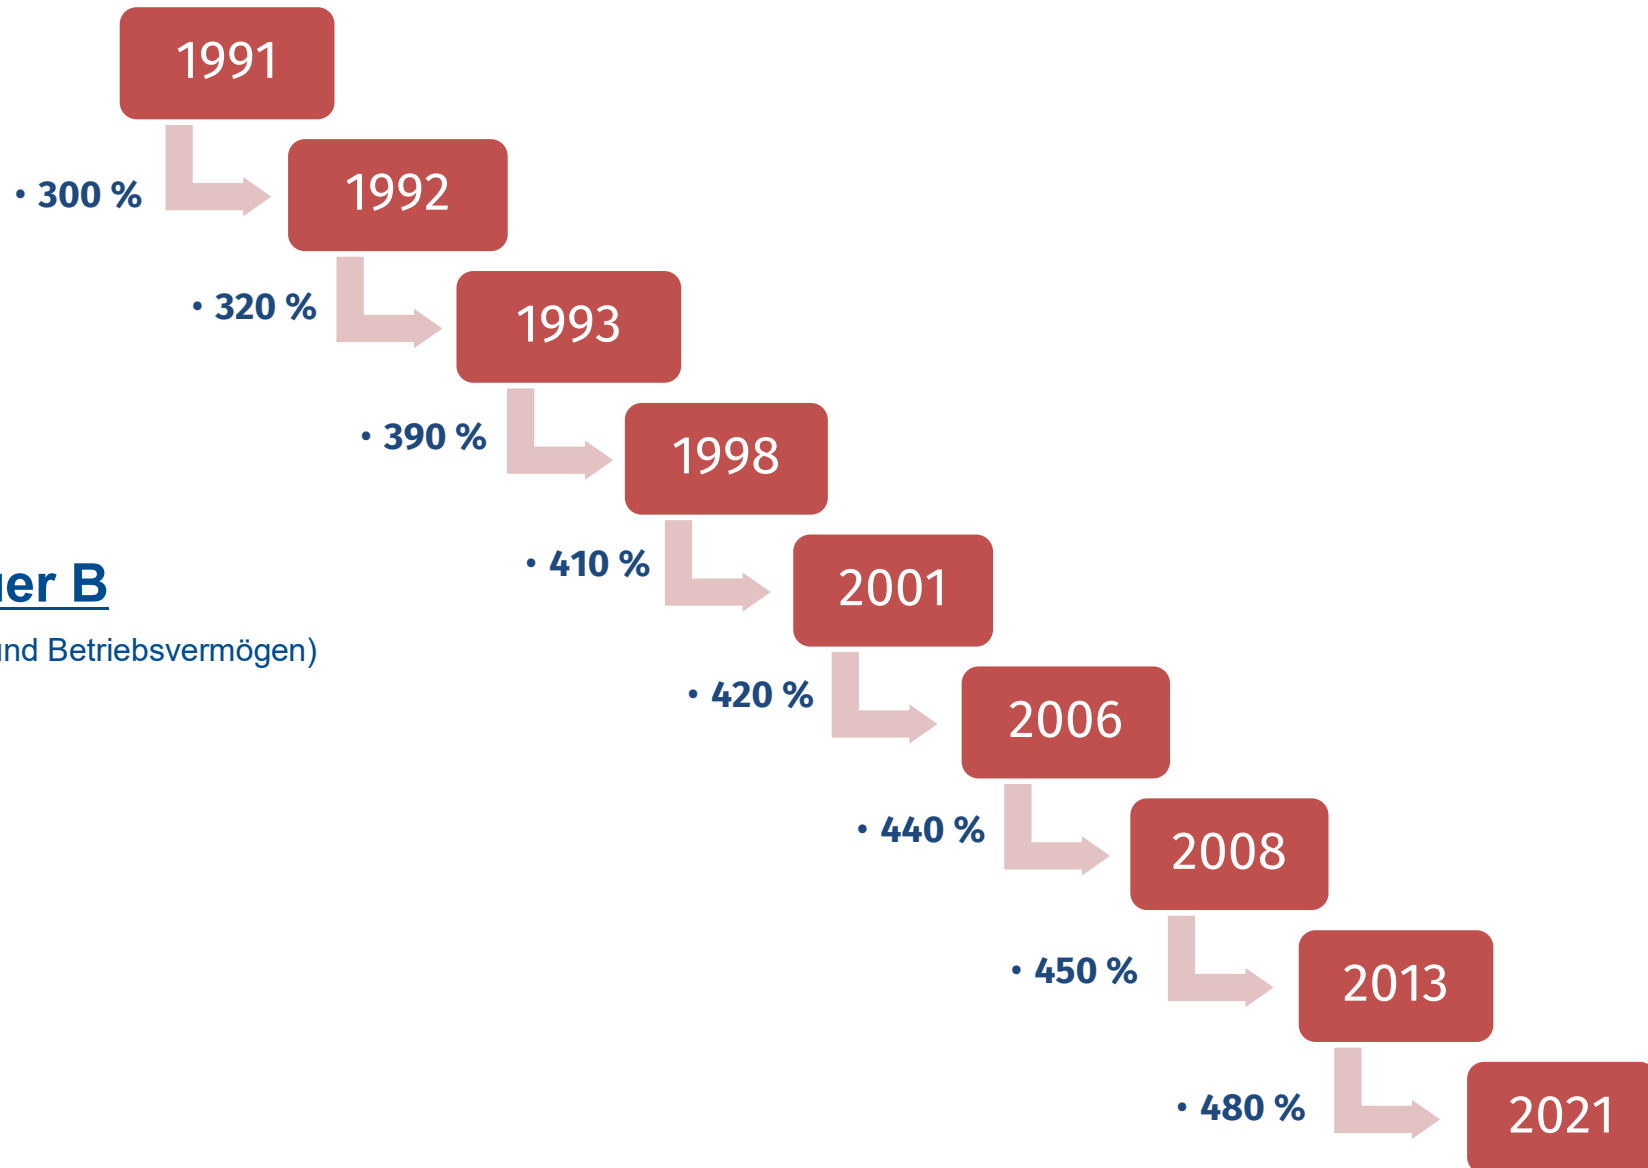 1991
• 300 %
1992
• 320 %
1993
• 390 %
1998
• 410 %
2001
er B
und Betriebsvermögen)
• 420 %
2006
• 440 %
2008
• 450 %
2013
• 480 %
2021